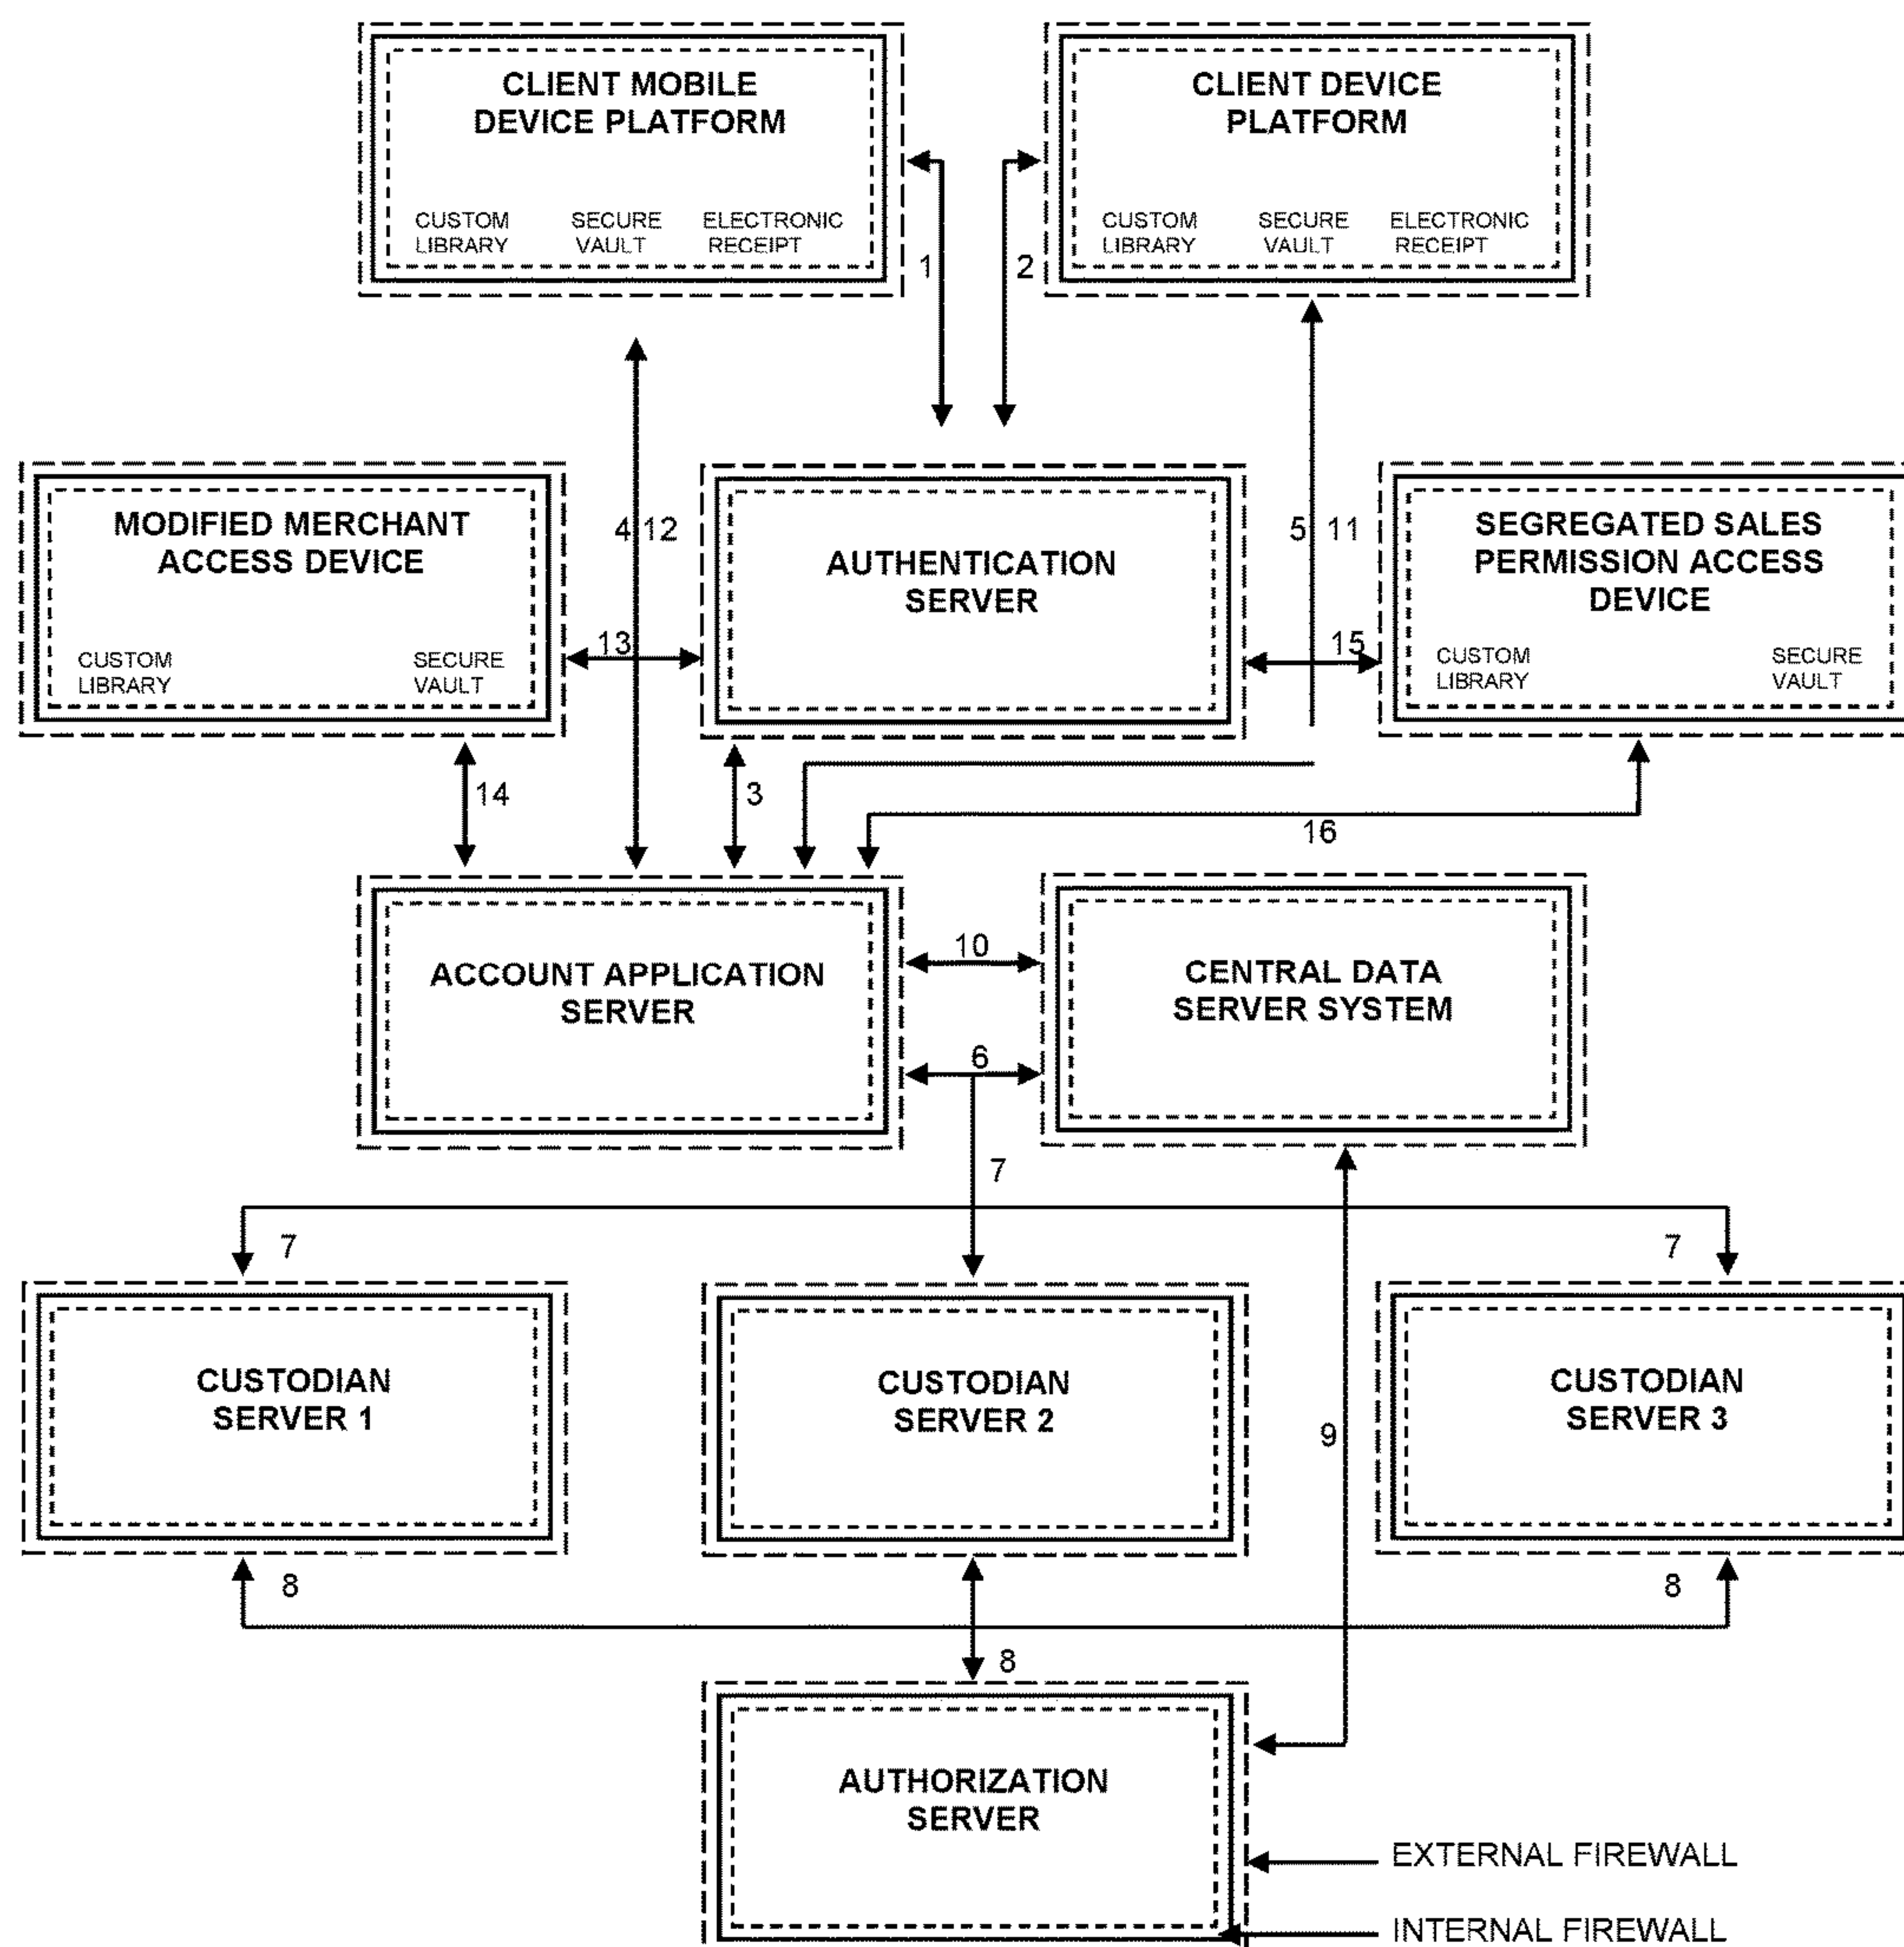 CLIENT MOBILE
DEVICE PLATFORM
CUSTOM
LIBRARY
SECURE
VAULT
ELECTRONIC
RECEIPT
CLIENT DEVICE
PLATFORM
CUSTOM
LIBRARY
SECURE
VAULT
ELECTRONIC
RECEIPT
1
2
MODIFIED MERCHANT
ACCESS DEVICE
CUSTOM
LIBRARY
SECURE
VAULT
4
12
AUTHENTICATION
SERVER
5
11
SEGREGATED SALES
PERMISSION ACCESS
DEVICE
CUSTOM
LIBRARY
SECURE
VAULT
13
15
14
3
16
ACCOUNT APPLICATION
SERVER
10
6
CENTRAL DATA
SERVER SYSTEM
7
7
7
CUSTODIAN
SERVER 1
CUSTODIAN
SERVER 2
9
CUSTODIAN
SERVER 3
8
8
8
AUTHORIZATION
SERVER
EXTERNAL FIREWALL
INTERNAL FIREWALL